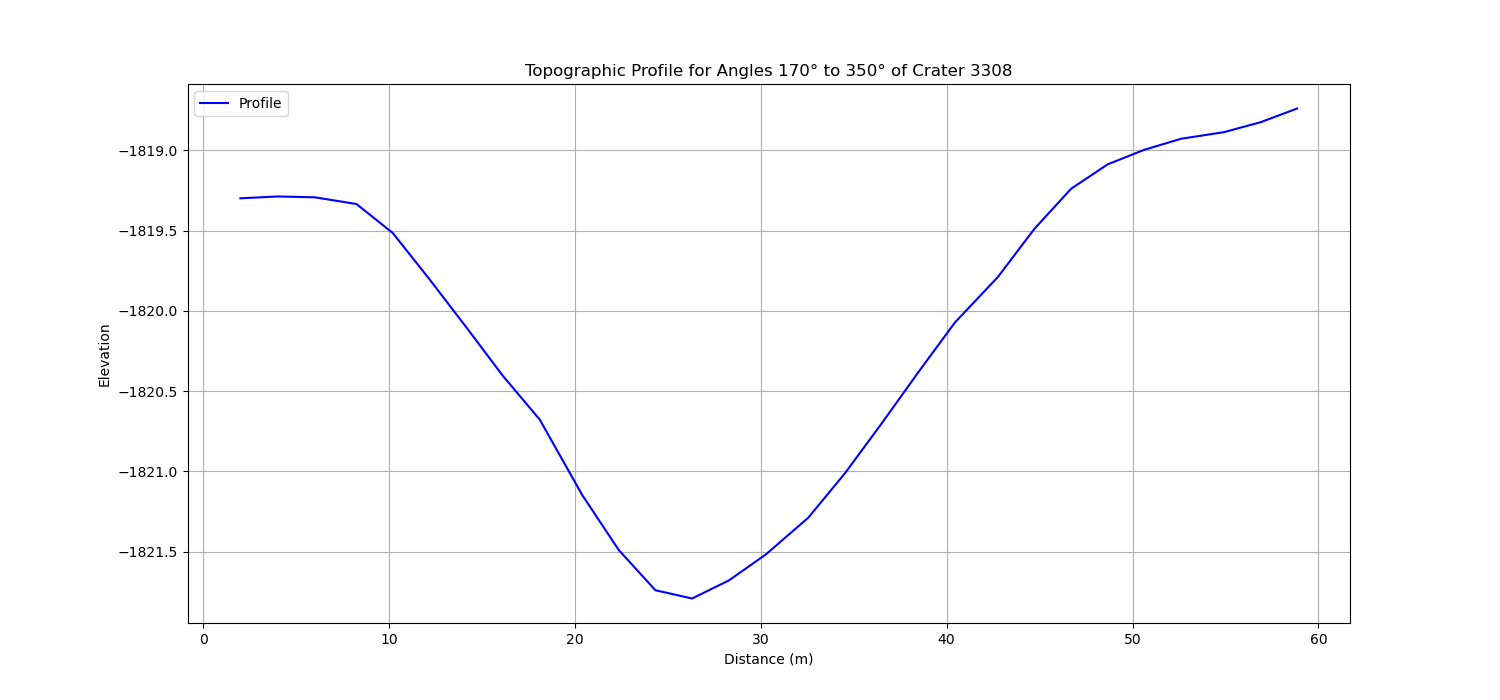 Topographic Profile for Angles 170° to 350° of Crater 3308
Profile
−1819.0
−1819.5
−1820.0
−1820.5
−1821.0
−1821.5
Elevation
0 10 20 30 40 50 60
Distance (m)